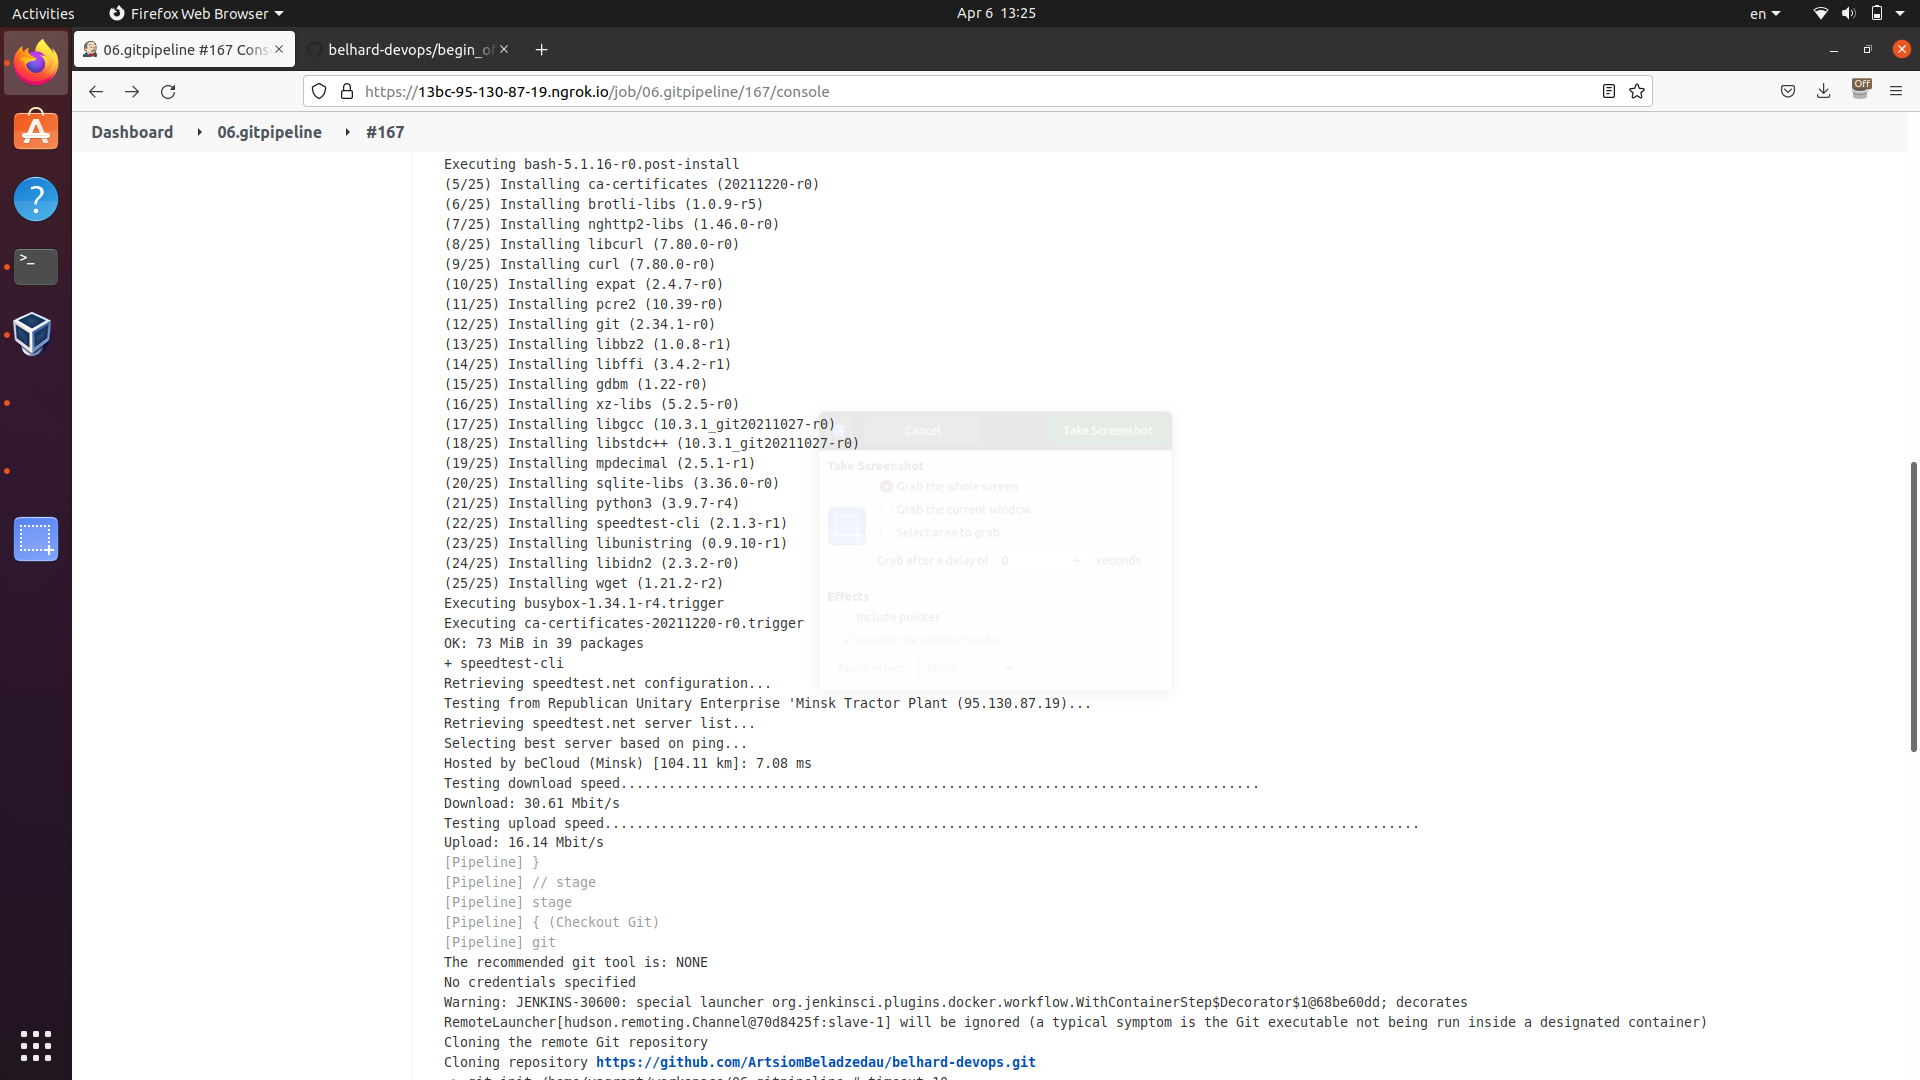 Activities
Firefox Web Browser
Apr 6 13:25
en
06.gitpipeline #167 Cons
belhard-devops/begin_of
https://13bc-95-130-87-19.ngrok.io/job/06.gitpipeline/167/console
Off
Dashboard
06.gitpipeline
#167
Executing bash-5.1.16-r0.post-install
(5/25) Installing ca-certificates (20211220-r0)
(6/25) Installing brotli-libs (1.0.9-r5)
(7/25) Installing nghttp2-libs (1.46.0-r0)
(8/25) Installing libcurl (7.80.0-r0)
(9/25) Installing curl (7.80.0-r0)
(10/25) Installing expat (2.4.7-r0)
(11/25) Installing pcre2 (10.39-r0)
(12/25) Installing git (2.34.1-r0)
(13/25) Installing libbz2 (1.0.8-r1)
(14/25) Installing libffi (3.4.2-r1)
(15/25) Installing gdbm (1.22-r0)
(16/25) Installing xz-libs (5.2.5-r0)
(17/25) Installing libgcc (10.3.1_git20211027-r0)
(18/25) Installing libstdc++ (10.3.1_git20211027-r0)
(19/25) Installing mpdecimal (2.5.1-r1)
(20/25) Installing sqlite-libs (3.36.0-r0)
(21/25) Installing python3 (3.9.7-r4)
(22/25) Installing speedtest-cli (2.1.3-r1)
(23/25) Installing libunistring (0.9.10-r1)
(24/25) Installing libidn2 (2.3.2-r0)
(25/25) Installing wget (1.21.2-r2)
Executing busybox-1.34.1-r4.trigger
Executing ca-certificates-20211220-r0.trigger
OK: 73 MiB in 39 packages
+ speedtest-cli
Retrieving speedtest.net configuration...
Testing from Republican Unitary Enterprise 'Minsk Tractor Plant (95.130.87.19)...
Retrieving speedtest.net server list...
Selecting best server based on ping...
Hosted by beCloud (Minsk) [104.11 km]: 7.08 ms
Testing download speed................................................................................
Download: 30.61 Mbit/s
Testing upload speed......................................................................................................
Upload: 16.14 Mbit/s
[Pipeline] }
[Pipeline] // stage
[Pipeline] stage
[Pipeline] { (Checkout Git)
[Pipeline] git
The recommended git tool is: NONE
No credentials specified
Warning: JENKINS-30600: special launcher org.jenkinsci.plugins.docker.workflow.WithContainerStep$Decorator$1@68be60dd; decorates
RemoteLauncher[hudson.remoting.Channel@70d8425f:slave-1] will be ignored (a typical symptom is the Git executable not being run inside a designated container)
Cloning the remote Git repository
Cloning repository https://github.com/ArtsiomBeladzedau/belhard-devops.git
Cancel
Take Screenshot
Take Screenshot
Grab the whole screen
Grab the current window
Select area to grab
Grab after a delay of 0 + seconds
Effects
Include pointer
Include the window border
Apply effect: None